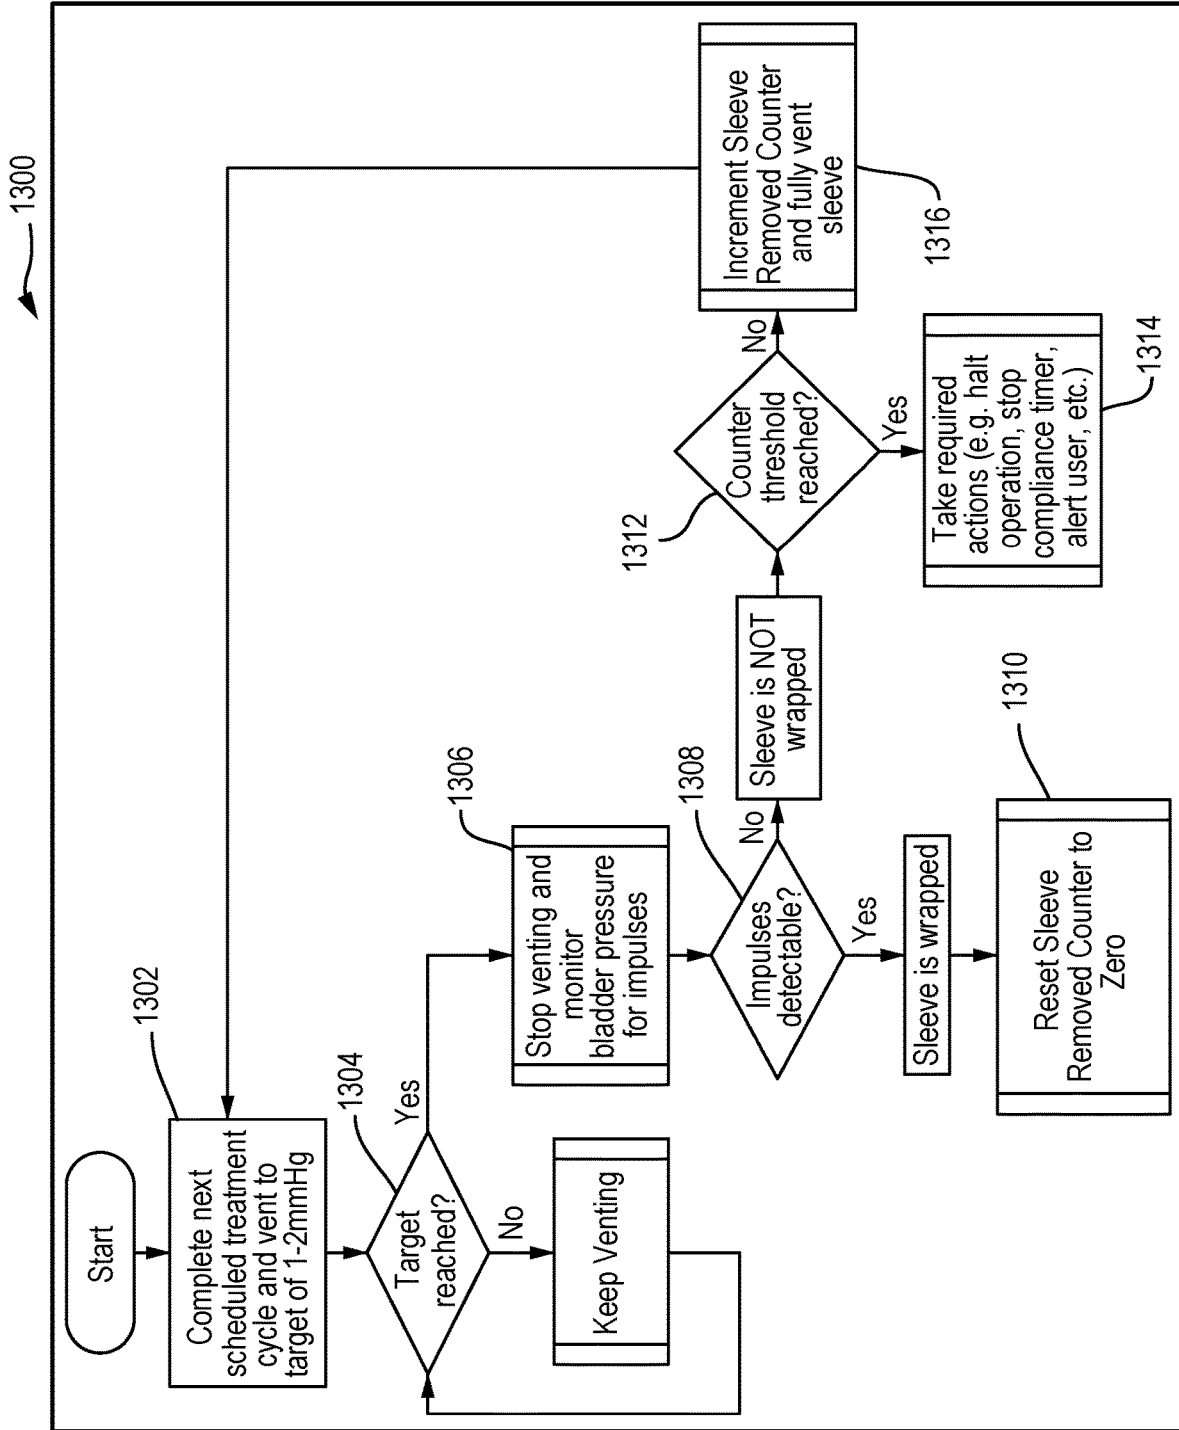 1300
Start
1302
Complete next
scheduled treatment
cycle and vent to
target of 1-2mmHg
1304
Target
reached?
Yes
No
Keep Venting
1306
Stop venting and
monitor
bladder pressure
for impulses
1308
Impulses
detectable?
No
Yes
Sleeve is wrapped
1310
Reset Sleeve
Removed Counter to
Zero
Sleeve is NOT
wrapped
1312
Counter
threshold
reached?
No
Yes
1314
Take required
actions (e.g. halt
operation, stop
compliance timer,
alert user, etc.)
Increment Sleeve
Removed Counter
and fully vent
sleeve
1316